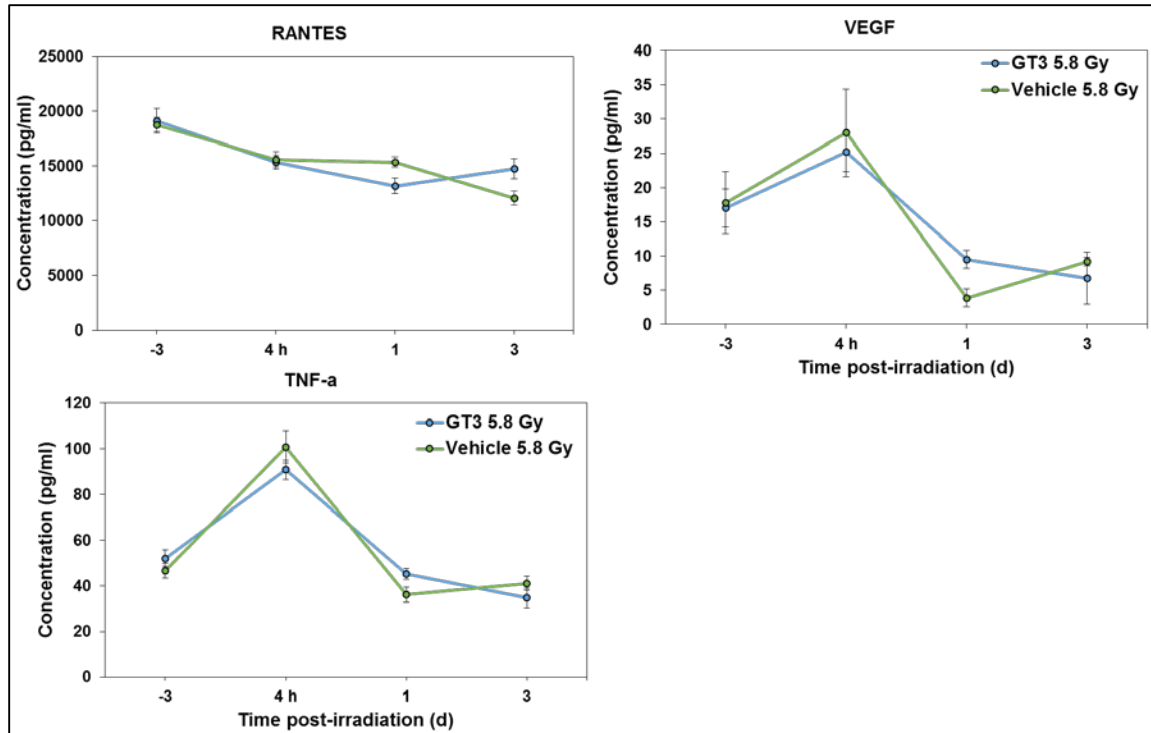 RANTES
Concentration (pg/ml)
25000
20000
15000
10000
5000
0
-3 4 h 1 3
VEGF
GT3 5.8 Gy
Vehicle 5.8 Gy
Concentration (pg/ml)
40
35
30
25
20
15
10
5
0
-3 4 h 1 3
Time post-irradiation (d)
TNF-a
GT3 5.8 Gy
Vehicle 5.8 Gy
Concentration (pg/ml)
120
100
80
60
40
20
0
-3 4 h 1 3
Time post-irradiation (d)